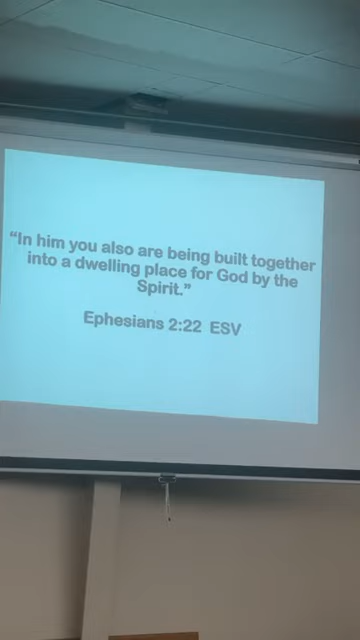 “In him you also are being built together
into a dwelling place for God by the
Spirit.”
Ephesians 2:22 ESV